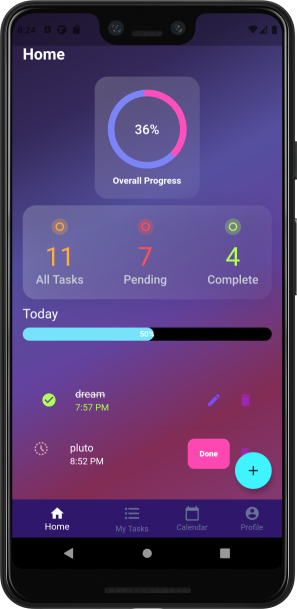 8:24
Home
36%
Overall Progress
11 7 4
All Tasks Pending Complete
Today
50%
dream
7:57 PM
pluto
8:52 PM
Done
+
Home My Tasks Calendar Profile